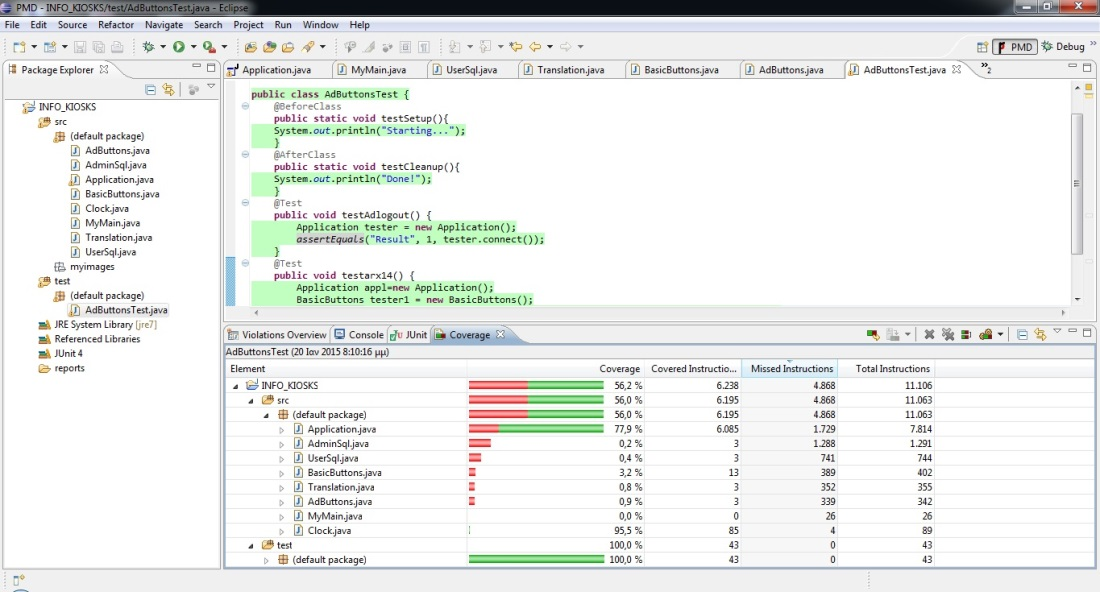 PMD - INFO_KIOSKS/test/AdButtonsTest.java - Eclipse
File Edit Source Refactor Navigate Search Project Run Window Help
PMD Debug »
Package Explorer
INFO_KIOSKS
src
(default package)
AdButtons.java
AdminSql.java
Application.java
BasicButtons.java
Clock.java
MyMain.java
Translation.java
UserSql.java
myimages
test
(default package)
AdButtonsTest.java
JRE System Library [jre7]
Referenced Libraries
JUnit 4
reports
Application.java MyMain.java UserSql.java Translation.java BasicButtons.java AdButtons.java AdButtonsTest.java »2
public class AdButtonsTest {
@BeforeClass
public static void testSetup(){
System.out.println("Starting...");
}
@AfterClass
public static void testCleanup(){
System.out.println("Done!");
}
@Test
public void testAdlogout() {
Application tester = new Application();
assertEquals("Result", 1, tester.connect());
}
@Test
public void testarx14() {
Application appl=new Application();
BasicButtons tester1 = new BasicButtons();
Violations Overview Console JUnit Coverage
AdButtonsTest (20 Ιον 2015 8:10:16 μμ)
Element Coverage Covered Instructio... Missed Instructions Total Instructions
INFO_KIOSKS 56,2 % 6.238 4.868 11.106
src 56,0 % 6.195 4.868 11.063
(default package) 56,0 % 6.195 4.868 11.063
Application.java 77,9 % 6.085 1.729 7.814
AdminSql.java 0,2 % 3 1.288 1.291
UserSql.java 0,4 % 3 741 744
BasicButtons.java 3,2 % 13 389 402
Translation.java 0,8 % 3 352 355
AdButtons.java 0,9 % 3 339 342
MyMain.java 0,0 % 0 26 26
Clock.java 95,5 % 85 4 89
test 100,0 % 43 0 43
(default package) 100,0 % 43 0 43